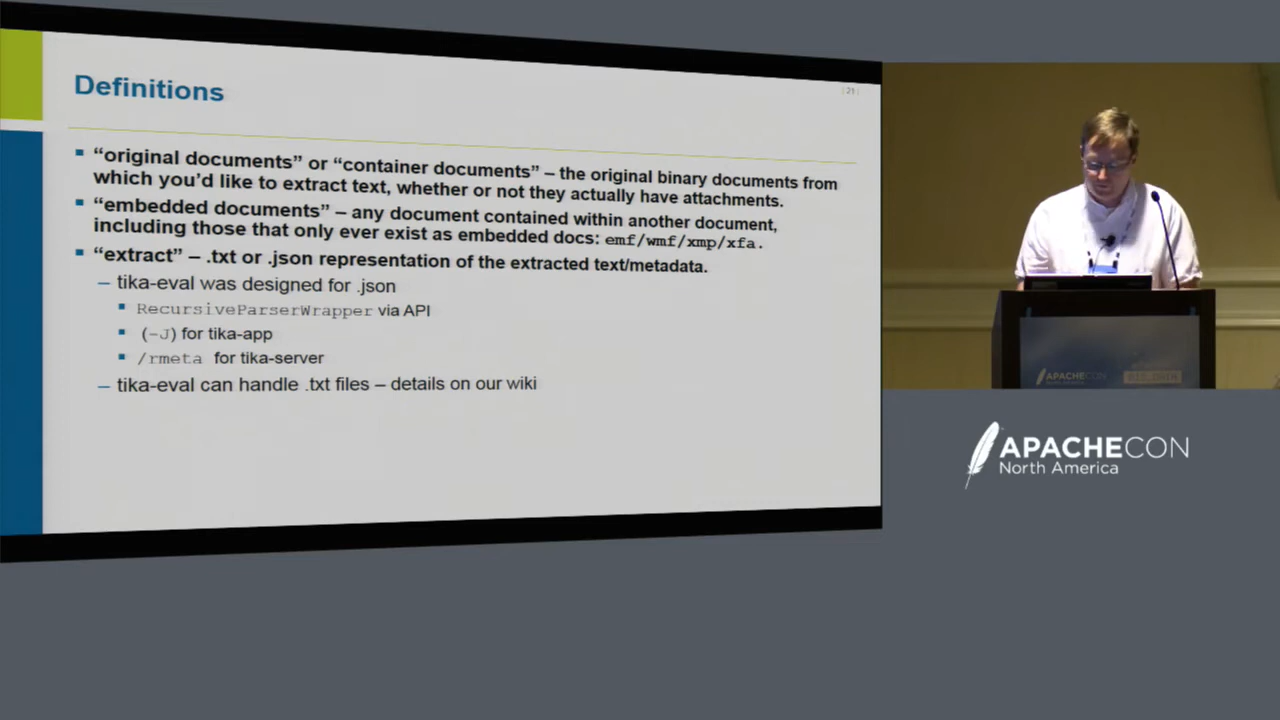 Definitions
| 21 |
▪ “original documents” or “container documents” – the original binary documents from
which you’d like to extract text, whether or not they actually have attachments.
▪ “embedded documents” – any document contained within another document,
including those that only ever exist as embedded docs: emf/wmf/xmp/xfa.
▪ “extract” – .txt or .json representation of the extracted text/metadata.
– tika-eval was designed for .json
▪ RecursiveParserWrapper via API
▪ (-J) for tika-app
▪ /rmeta for tika-server
– tika-eval can handle .txt files – details on our wiki
APACHECON
APACHECON
North America